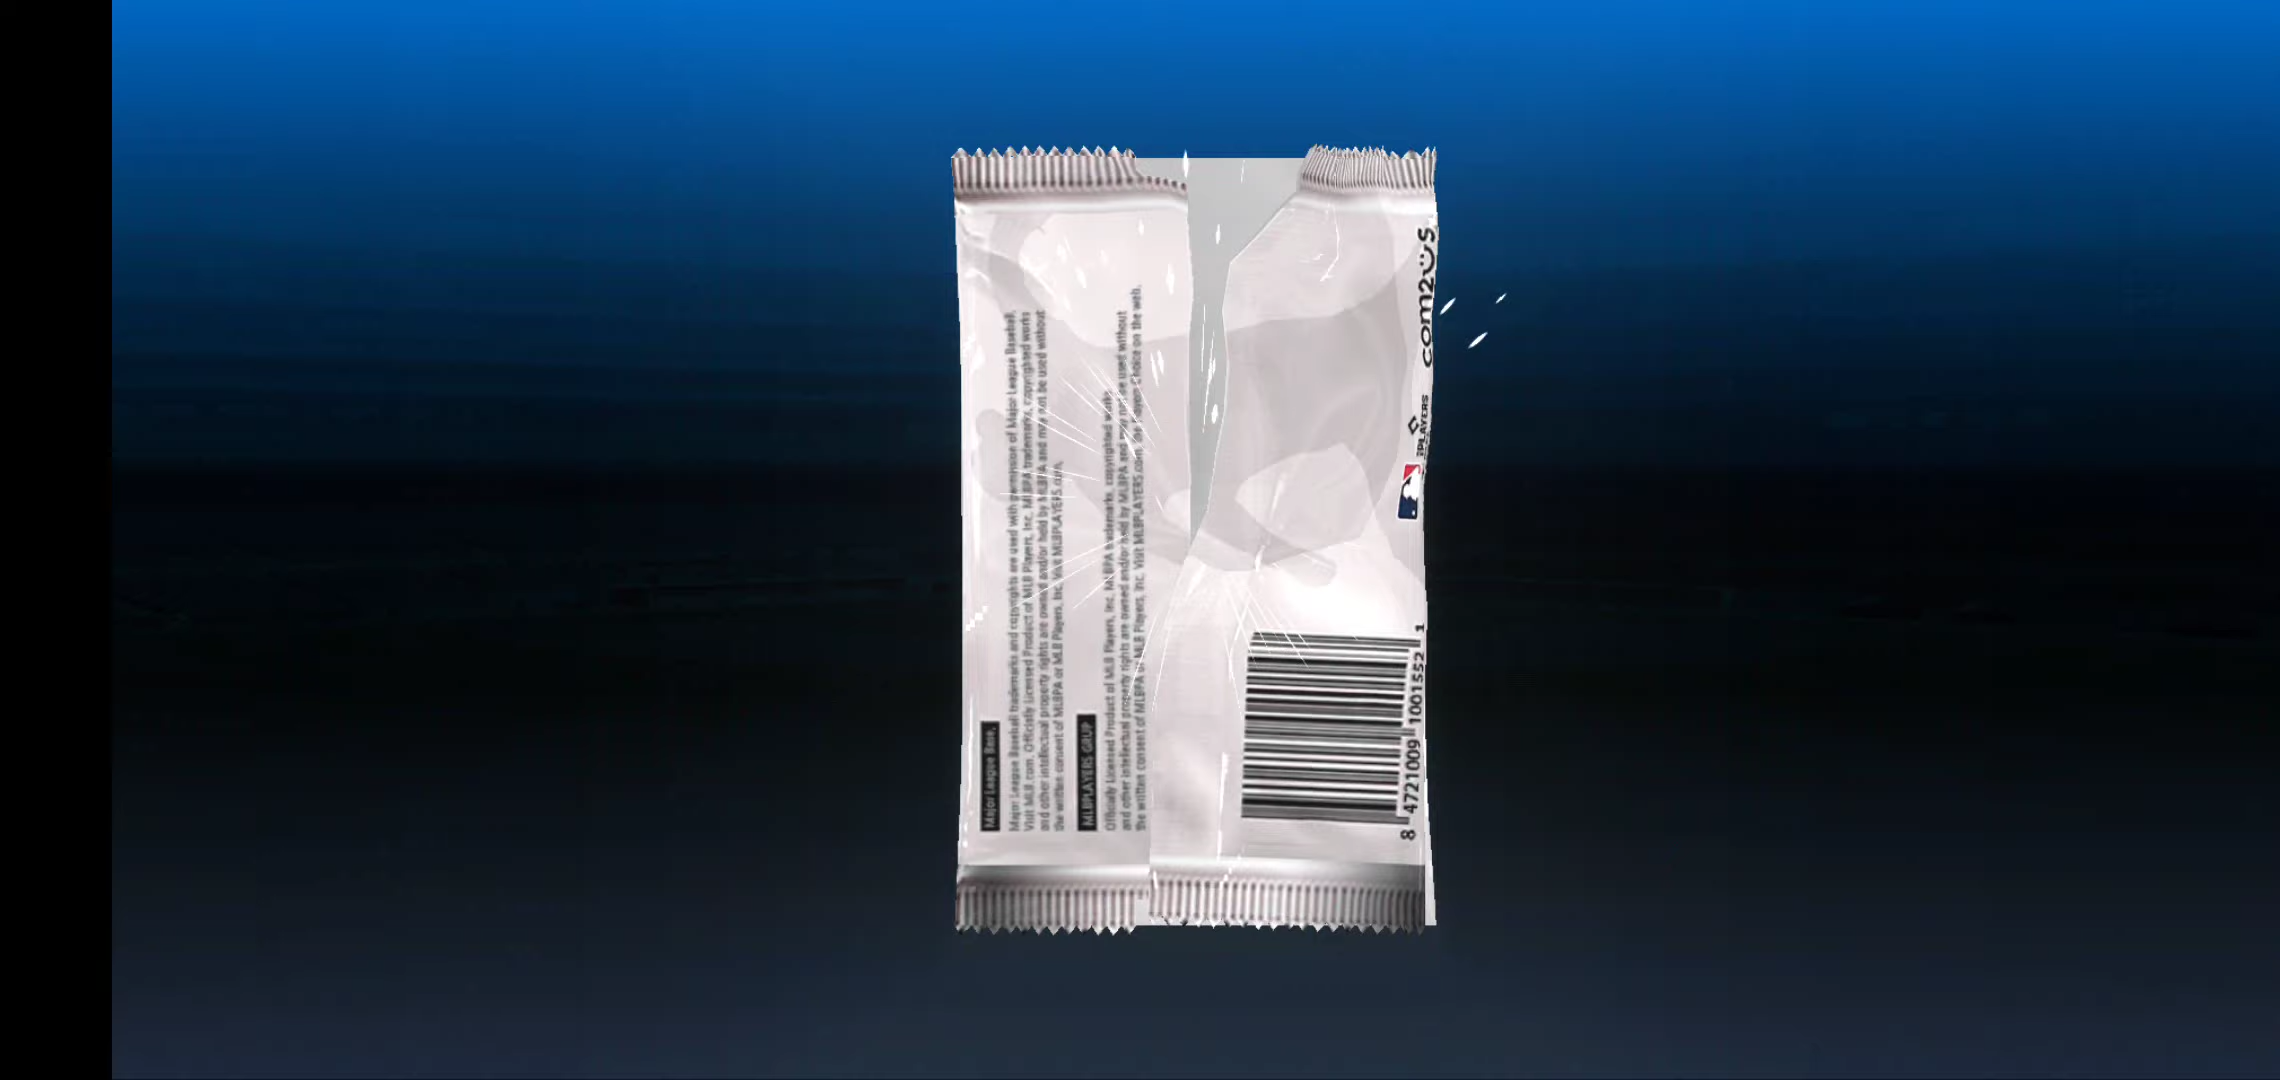 Major League Base.
Major League Baseball trademarks and copyrights are used with permission of Major League Baseball.
Visit MLB.com. Officially Licensed Product of MLB Players, Inc. MLBPA trademarks, copyrighted works
and other intellectual property rights are owned and/or held by MLBPA and may not be used without
the written consent of MLBPA or MLB Players, Inc. Visit MLBPLAYERS.com,
MLBPLAYERS GRUP
Officially Licensed Product of MLB Players, Inc. MLBPA trademarks, copyrighted works
and other intellectual property rights are owned and/or held by MLBPA and may not be used without
the written consent of MLBPA or MLB Players, Inc. Visit MLBPLAYERS.com, the Players Choice on the web.
8 4721009 1001552 1
PLAYERS
com2us